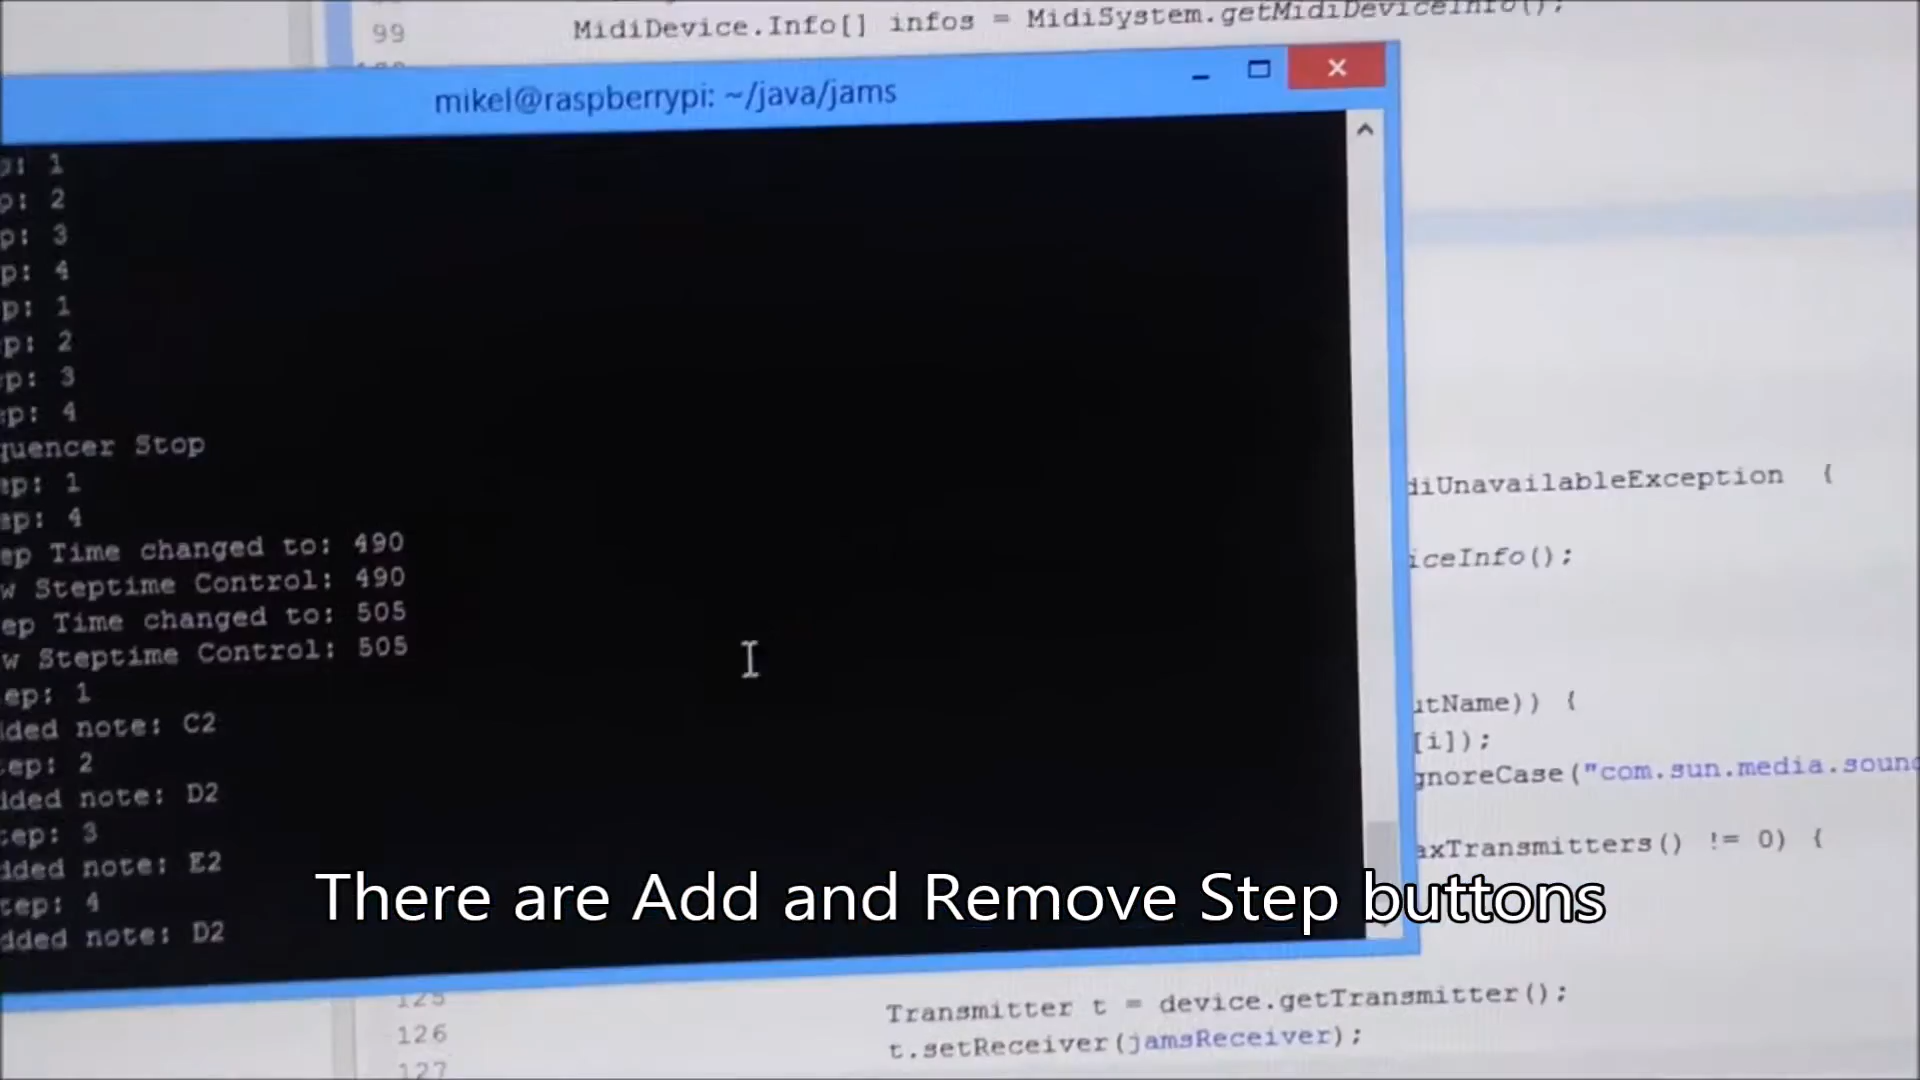 99 MidiDevice.Info[] infos = MidiSystem.getMidiDeviceInfo();
mikel@raspberrypi: ~/java/jams
p: 1
p: 2
p: 3
p: 4
p: 1
p: 2
ep: 3
ep: 4
quencer Stop
ep: 1
ep: 4
ep Time changed to: 490
w Steptime Control: 490
ep Time changed to: 505
w Steptime Control: 505
ep: 1
dded note: C2
tep: 2
dded note: D2
tep: 3
dded note: E2
tep: 4
dded note: D2
diUnavailableException {
iceInfo();
utName)) {
[i]);
gnoreCase("com.sun.media.sound
axTransmitters() != 0) {
There are Add and Remove Step buttons
125
Transmitter t = device.getTransmitter();
126 t.setReceiver(jamsReceiver);
127